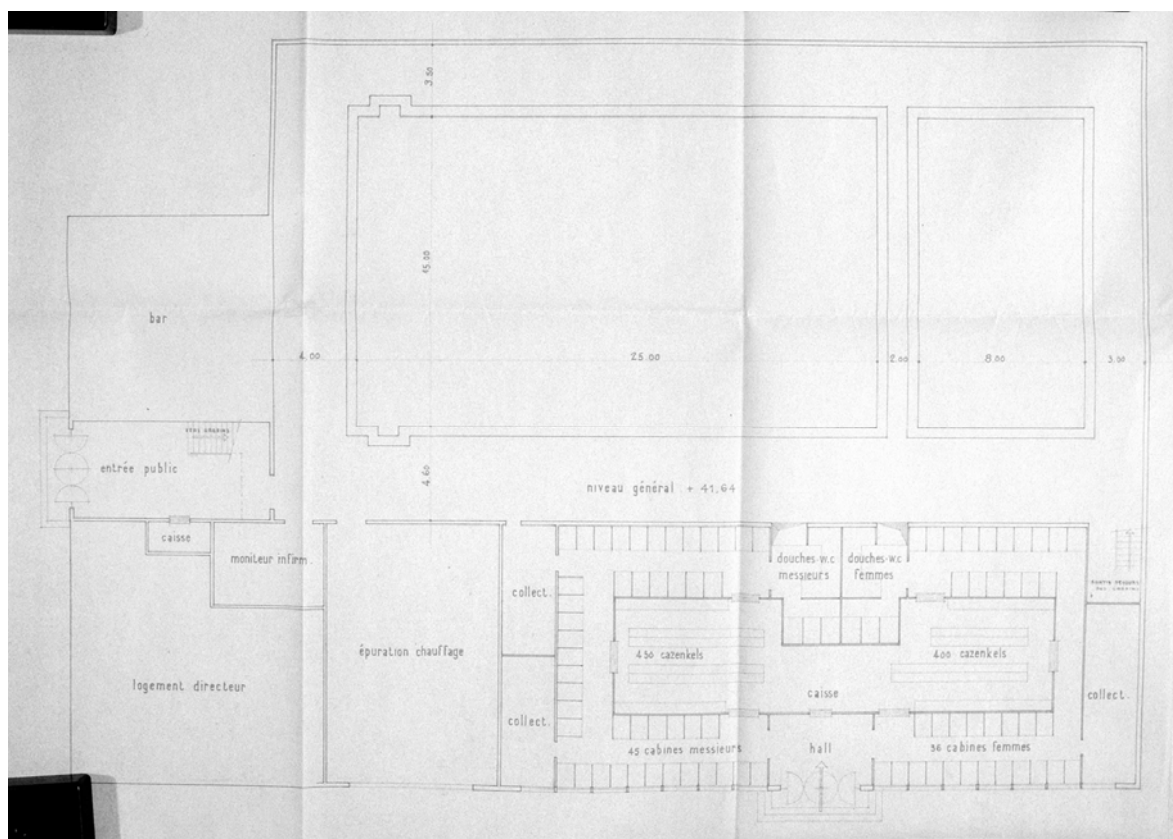 3.50
15.00
bar
4.00
25.00
2.00
8.00
3.00
entrée public
4.60
niveau général + 41,64
caisse
moniteur infirm.
douches-w.c
messieurs
douches-w.c
femmes
collect.
450 cazenkels
400 cazenkels
épuration chauffage
logement directeur
caisse
collect.
collect.
45 cabines messieurs
hall
36 cabines femmes